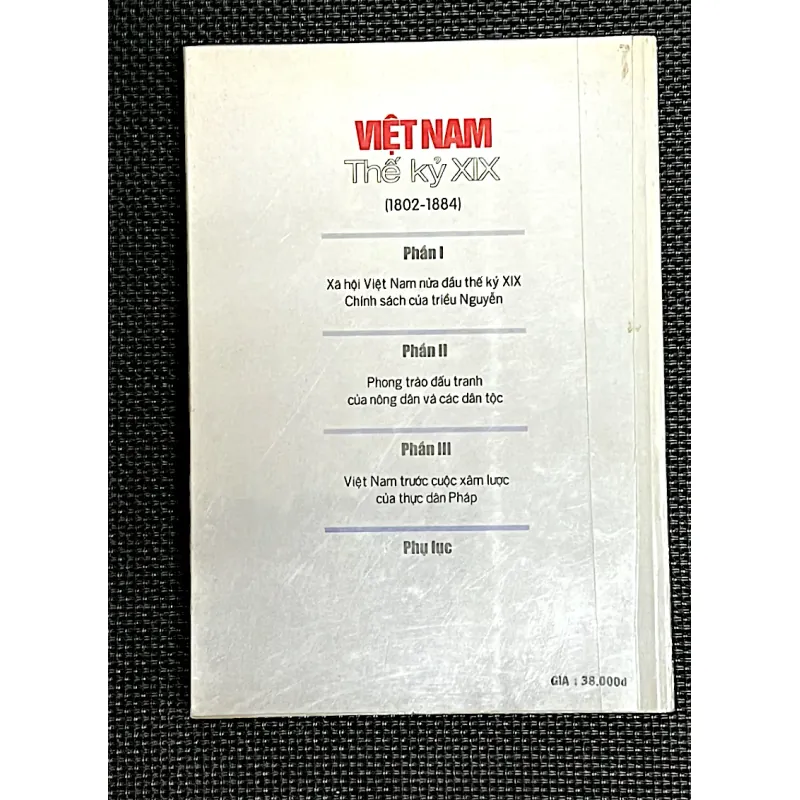 VIỆT NAM
Thế kỷ XIX
(1802-1884)
Phần I
Xã hội Việt Nam nửa đầu thế kỷ XIX
Chính sách của triều Nguyễn
Phần II
Phong trào đấu tranh
của nông dân và các dân tộc
Phần III
Việt Nam trước cuộc xâm lược
của thực dân Pháp
Phụ lục
GIÁ : 38.000đ